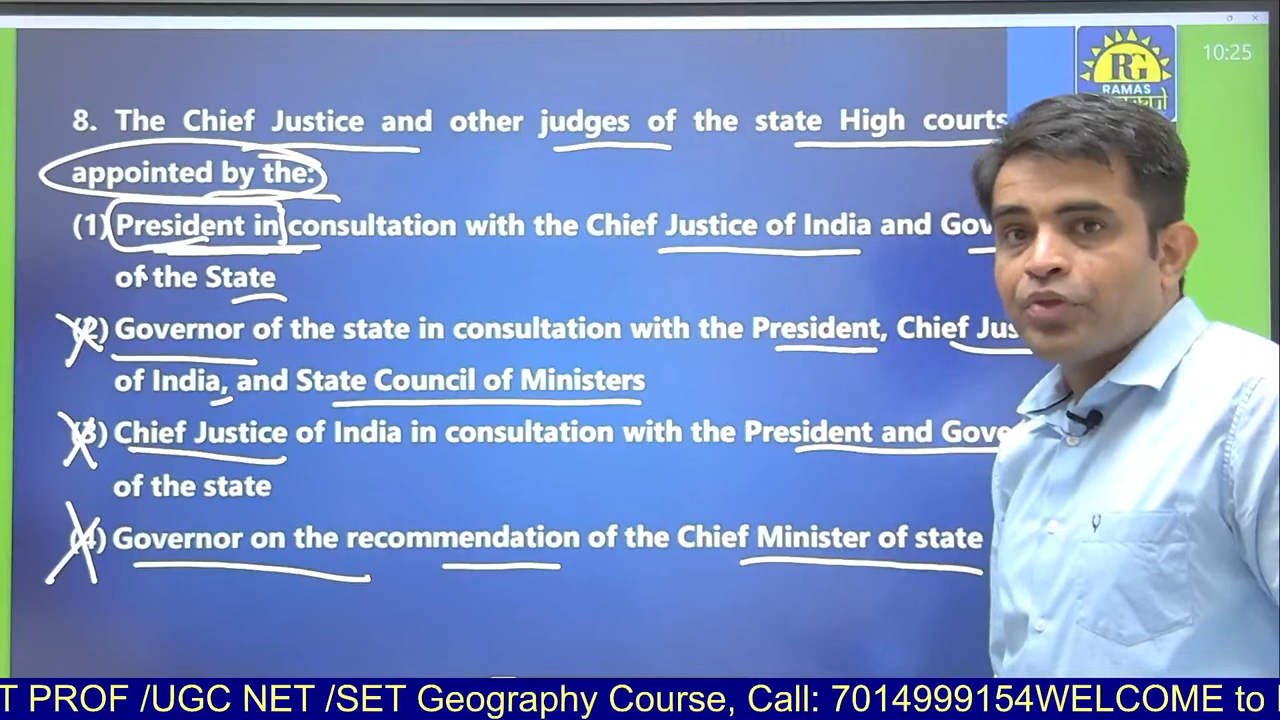 10:25
RG
RAMAS
8. The Chief Justice and other judges of the state High courts
appointed by the:
(1) President in consultation with the Chief Justice of India and Gov
of the State
(2) Governor of the state in consultation with the President, Chief Jus
of India, and State Council of Ministers
(3) Chief Justice of India in consultation with the President and Gove
of the state
(4) Governor on the recommendation of the Chief Minister of state
T PROF /UGC NET /SET Geography Course, Call: 7014999154WELCOME to